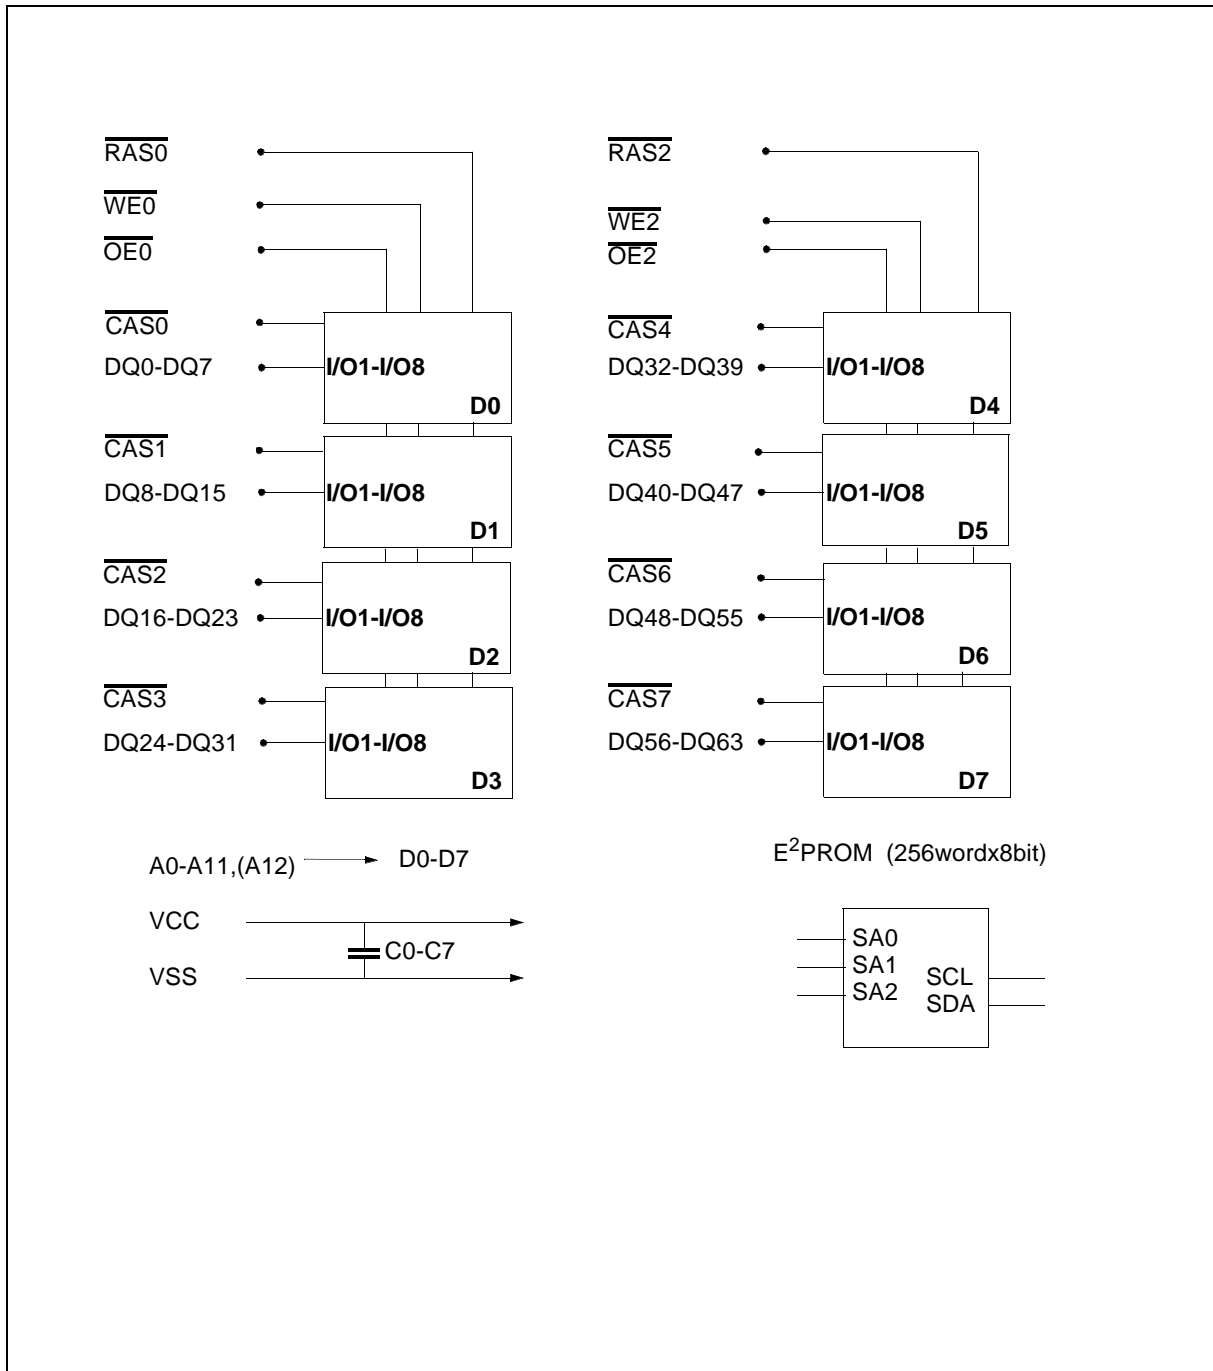 RAS0
WE0
OE0
CAS0
DQ0-DQ7
I/O1-I/O8
D0
CAS1
DQ8-DQ15
I/O1-I/O8
D1
CAS2
DQ16-DQ23
I/O1-I/O8
D2
CAS3
DQ24-DQ31
I/O1-I/O8
D3
RAS2
WE2
OE2
CAS4
DQ32-DQ39
I/O1-I/O8
D4
CAS5
DQ40-DQ47
I/O1-I/O8
D5
CAS6
DQ48-DQ55
I/O1-I/O8
D6
CAS7
DQ56-DQ63
I/O1-I/O8
D7
A0-A11,(A12) D0-D7
VCC
C0-C7
VSS
E²PROM (256wordx8bit)
SA0
SA1
SA2
SCL
SDA